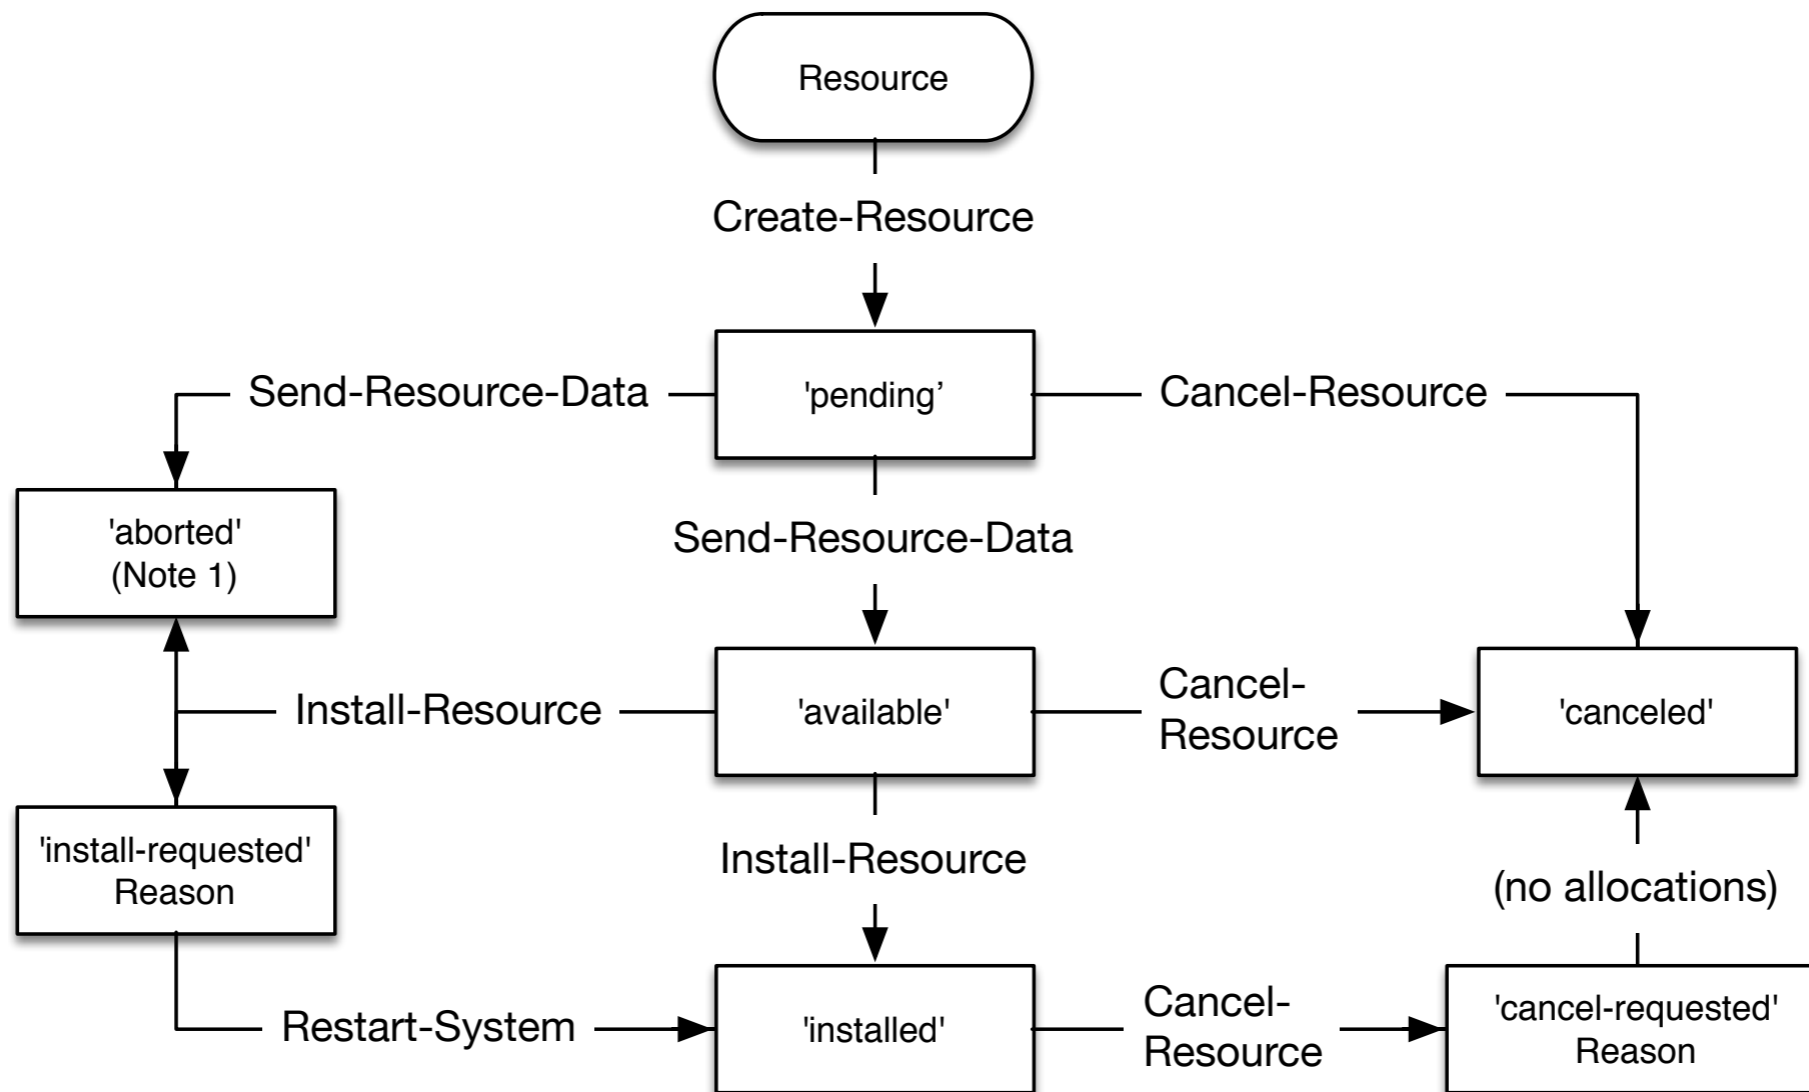 Resource
Create-Resource
Send-Resource-Data
'pending’
Cancel-Resource
'aborted'
(Note 1)
Send-Resource-Data
Install-Resource
'available'
Cancel-
Resource
'canceled'
'install-requested'
Reason
Install-Resource
(no allocations)
Restart-System
'installed'
Cancel-
Resource
'cancel-requested'
Reason